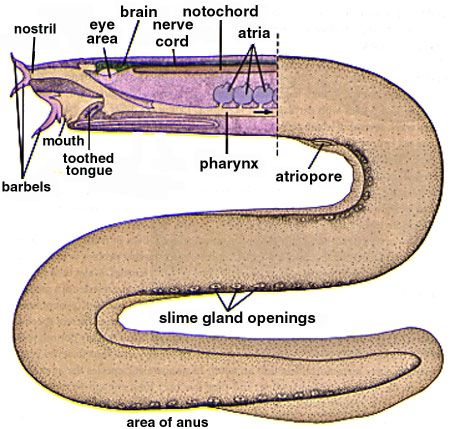 nostril
eye
area
brain
nerve
cord
notochord
atria
mouth
toothed
tongue
barbels
pharynx
atriopore
slime gland openings
area of anus